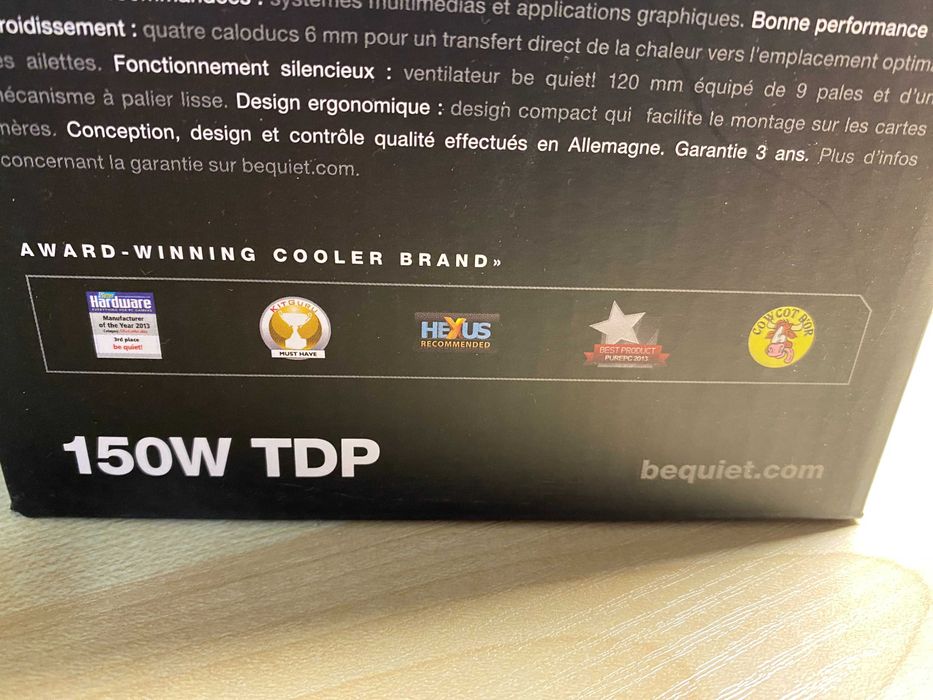 systèmes multimédias et applications graphiques. Bonne performance
roidissement : quatre caloducs 6 mm pour un transfert direct de la chaleur vers l'emplacement optim
es ailettes. Fonctionnement silencieux : ventilateur be quiet! 120 mm équipé de 9 pales et d'un
mécanisme à palier lisse. Design ergonomique : design compact qui facilite le montage sur les cartes
mères. Conception, design et contrôle qualité effectués en Allemagne. Garantie 3 ans. Plus d'infos
concernant la garantie sur bequiet.com.
AWARD-WINNING COOLER BRAND»
Hardware
Manufacturer
of the Year 2013
3rd place
be quiet!
KITGURU
MUST HAVE
HEXUS
RECOMMENDED
BEST PRODUCT
PUREPC 2013
COWCOT D'OR
150W TDP
bequiet.com